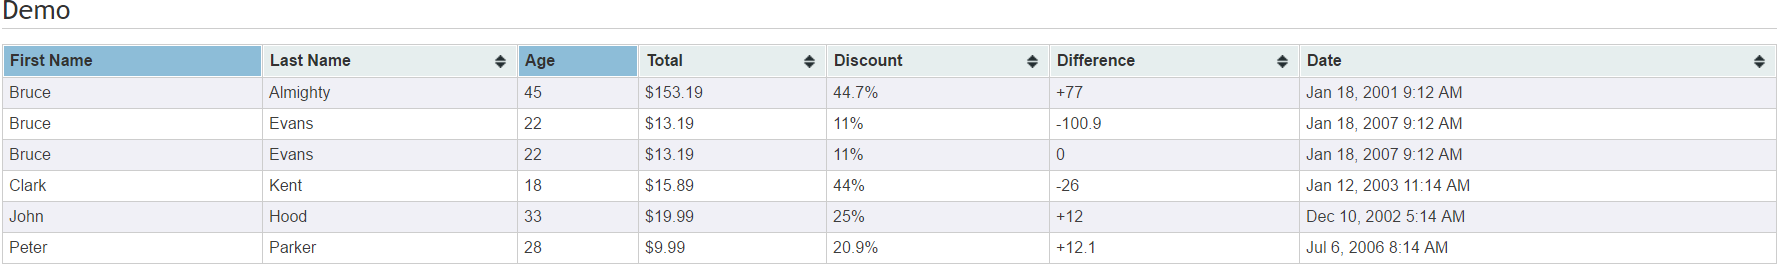 Demo
First Name Last Name Age Total Discount Difference Date
Bruce Almighty 45 $153.19 44.7% +77 Jan 18, 2001 9:12 AM
Bruce Evans 22 $13.19 11% -100.9 Jan 18, 2007 9:12 AM
Bruce Evans 22 $13.19 11% 0 Jan 18, 2007 9:12 AM
Clark Kent 18 $15.89 44% -26 Jan 12, 2003 11:14 AM
John Hood 33 $19.99 25% +12 Dec 10, 2002 5:14 AM
Peter Parker 28 $9.99 20.9% +12.1 Jul 6, 2006 8:14 AM